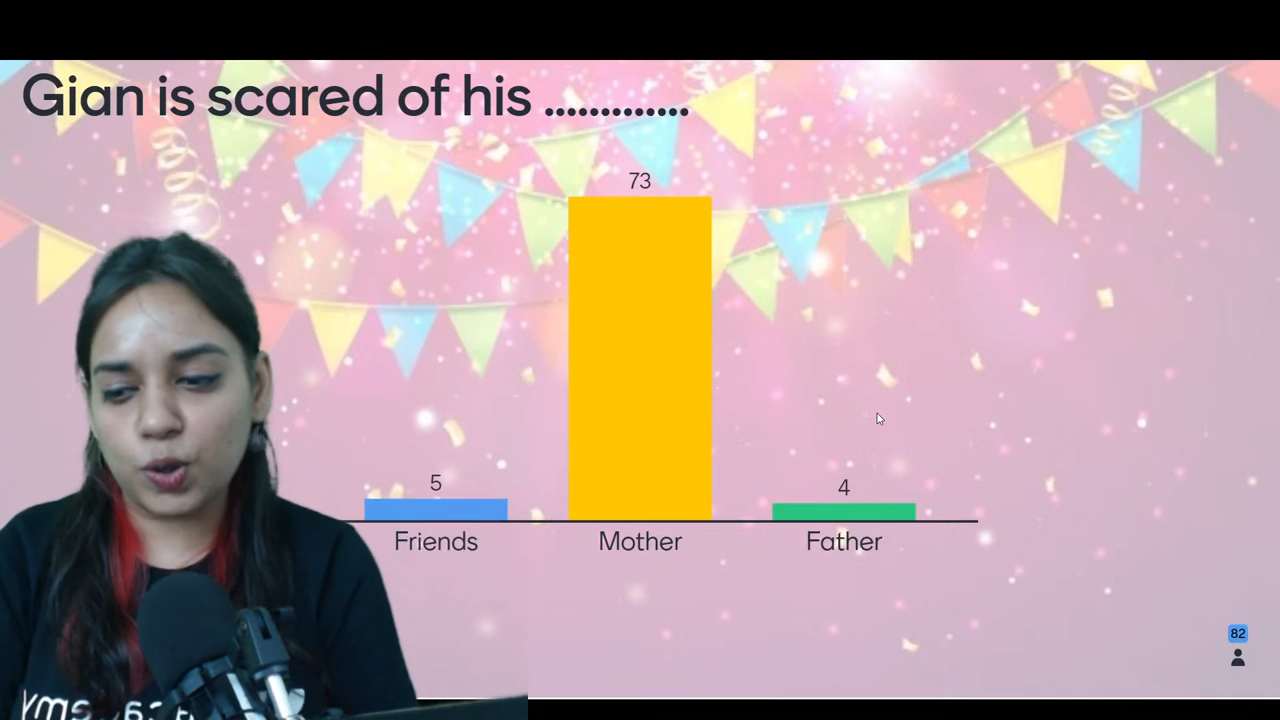 Gian is scared of his .............
73
5
4
Friends
Mother
Father
82